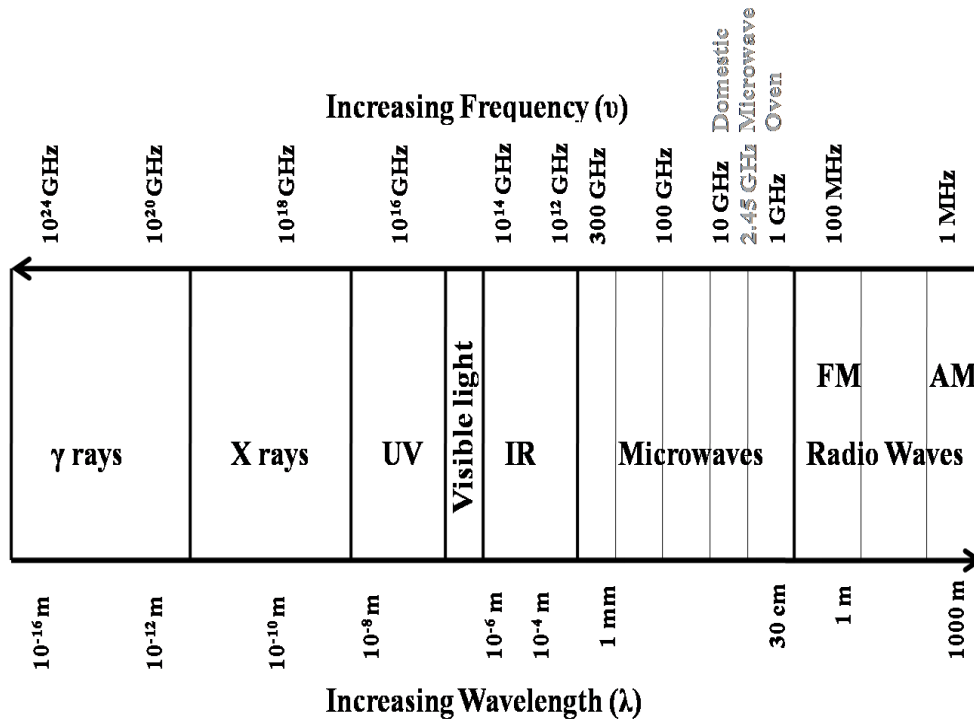 Increasing Frequency (υ)
10²⁴ GHz
10²⁰ GHz
10¹⁸ GHz
10¹⁶ GHz
10¹⁴ GHz
10¹² GHz
300 GHz
100 GHz
10 GHz
2.45 GHz
Domestic
Microwave
Oven
1 GHz
100 MHz
1 MHz
γ rays
X rays
UV
Visible light
IR
Microwaves
FM
AM
Radio Waves
10⁻¹⁶ m
10⁻¹² m
10⁻¹⁰ m
10⁻⁸ m
10⁻⁶ m
10⁻⁴ m
1 mm
30 cm
1 m
1000 m
Increasing Wavelength (λ)